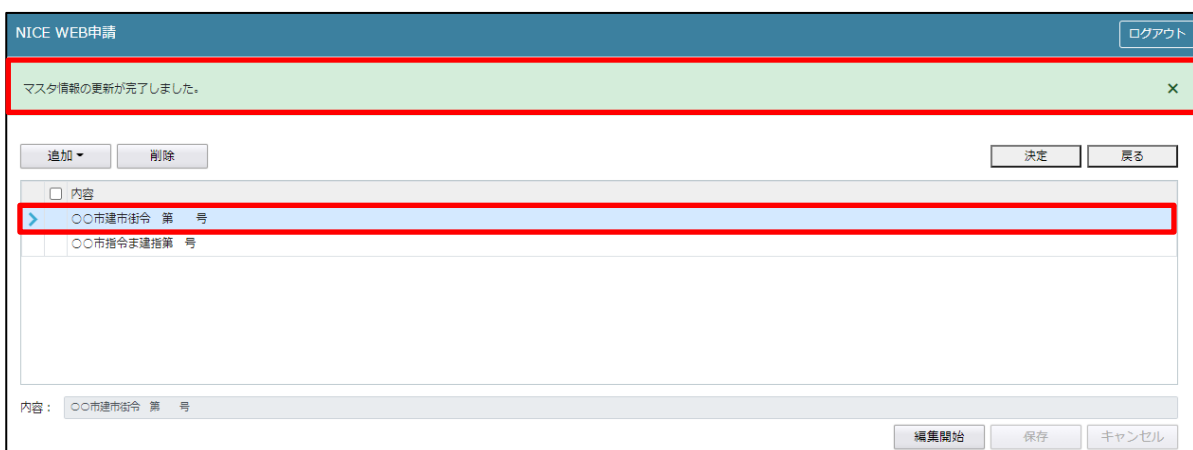 NICE WEB申請 ログアウト
マスタ情報の更新が完了しました。 ×
追加 削除 決定 戻る
内容
〇〇市建市街令　第　　号
〇〇市指令ま建指第　号
内容： 〇〇市建市街令　第　　号
編集開始 保存 キャンセル